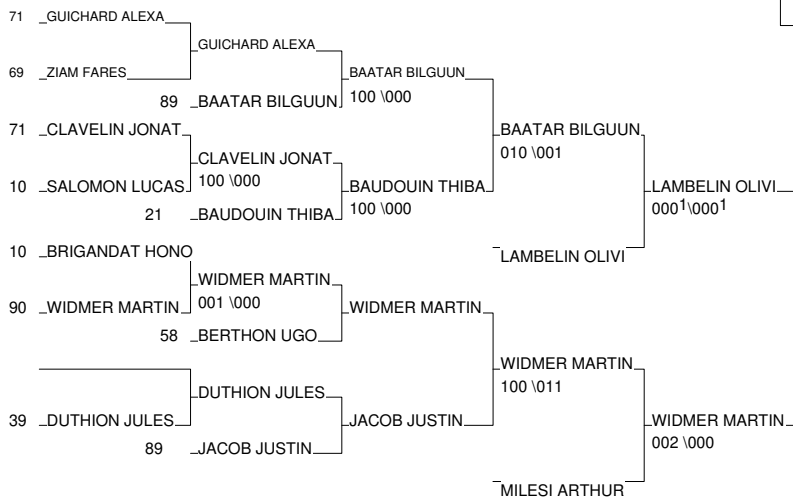 71 GUICHARD ALEXA
GUICHARD ALEXA
69 ZIAM FARES
BAATAR BILGUUN
89 BAATAR BILGUUN
100 \000
71 CLAVELIN JONAT
BAATAR BILGUUN
010 \001
CLAVELIN JONAT
100 \000
10 SALOMON LUCAS
BAUDOUIN THIBA
100 \000
LAMBELIN OLIVI
000¹\000¹
21 BAUDOUIN THIBA
10 BRIGANDAT HONO
LAMBELIN OLIVI
WIDMER MARTIN
001 \000
90 WIDMER MARTIN
WIDMER MARTIN
58 BERTHON UGO
WIDMER MARTIN
100 \011
DUTHION JULES
39 DUTHION JULES
JACOB JUSTIN
WIDMER MARTIN
002 \000
89 JACOB JUSTIN
MILESI ARTHUR